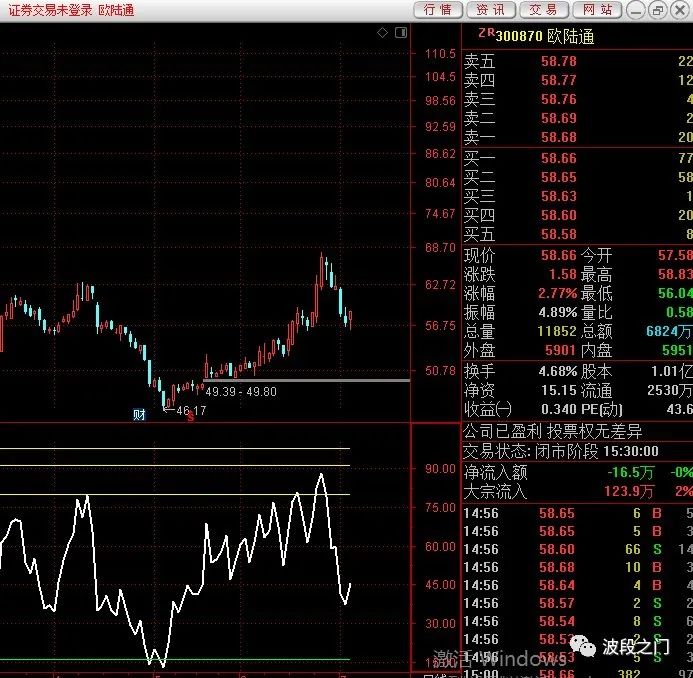 证券交易未登录 欧陆通
行情 资讯 交易 网站
ZR300870 欧陆通
卖五 58.78 22
卖四 58.77 12
卖三 58.76 4
卖二 58.69 2
卖一 58.68 20
买一 58.66 77
买二 58.65 58
买三 58.63 1
买四 58.60 20
买五 58.58 8
现价 58.66 今开 57.58
涨跌 1.58 最高 58.83
涨幅 2.77% 最低 56.04
振幅 4.89% 量比 0.58
总量 11852 总额 6824万
外盘 5901 内盘 5951
换手 4.68% 股本 1.01亿
净资 15.15 流通 2530万
收益㈠ 0.340 PE(动) 43.6
公司已盈利 投票权无差异
交易状态: 闭市阶段 15:30:00
净流入额 -16.5万 -0%
大宗流入 123.9万 2%
14:56 58.65 6 B 5
14:56 58.65 5 B 3
14:56 58.60 66 S 14
14:56 58.68 10 B 3
14:56 58.64 4 B 3
14:56 58.57 2 S 2
14:56 58.54 8 S 6
14:56 58.53 2 S 2
14:56 58.53 5 S 3
15:00 58.66 382 97
110.5
104.5
98.56
92.59
86.62
80.64
74.67
68.70
62.72
56.75
50.78
49.39 - 49.80
财
←46.17
S
90.00
75.00
60.00
45.00
30.00
激活 Windows
波段之门